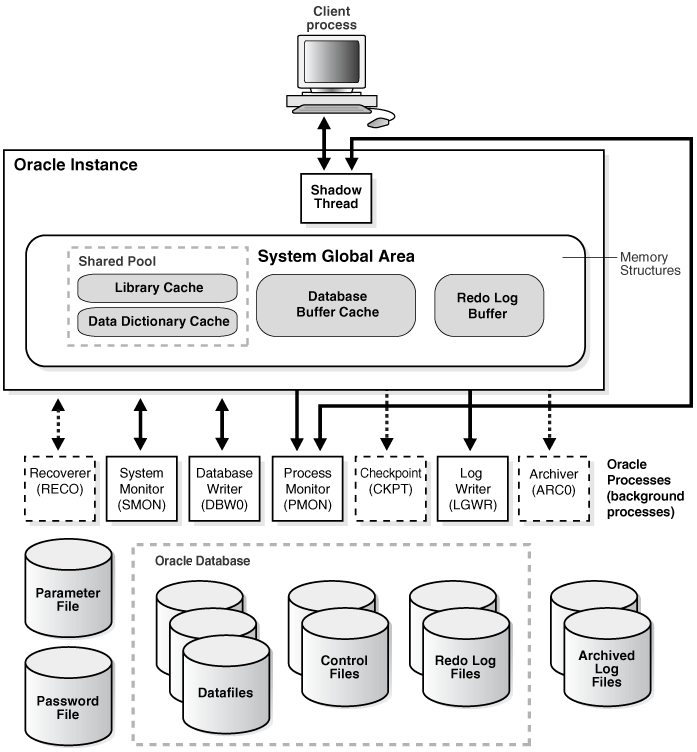 Client
process
Oracle Instance
Shadow
Thread
System Global Area
Shared Pool
Library Cache
Data Dictionary Cache
Database
Buffer Cache
Redo Log
Buffer
Memory
Structures
Recoverer
(RECO)
System
Monitor
(SMON)
Database
Writer
(DBW0)
Process
Monitor
(PMON)
Checkpoint
(CKPT)
Log
Writer
(LGWR)
Archiver
(ARC0)
Oracle
Processes
(background
processes)
Parameter
File
Password
File
Oracle Database
Datafiles
Control
Files
Redo Log
Files
Archived
Log
Files